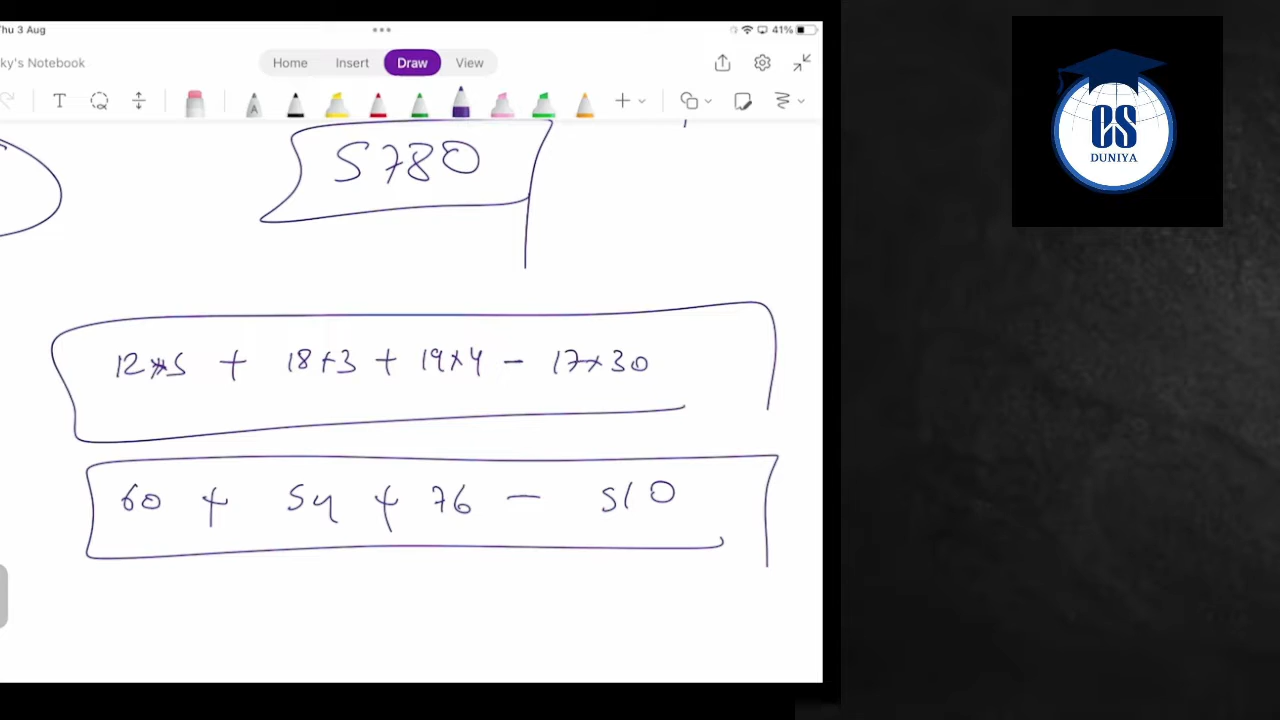 Thu 3 Aug
41%
ky's Notebook
Home Insert Draw View
T A
5780
12*5 + 18*3 + 19*4 - 17*30
60 + 54 + 76 - 510
CS
DUNIYA